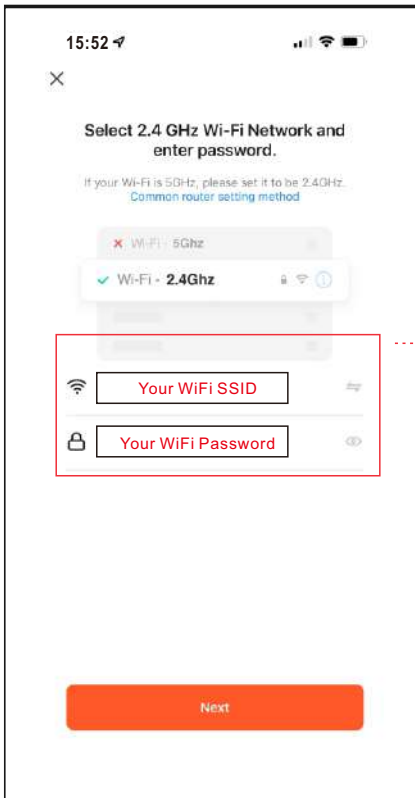 15:52
Select 2.4 GHz Wi-Fi Network and
enter password.
If your Wi-Fi is 5GHz, please set it to be 2.4GHz.
Common router setting method
Wi-Fi - 5Ghz
Wi-Fi - 2.4Ghz
Your WiFi SSID
Your WiFi Password
Next